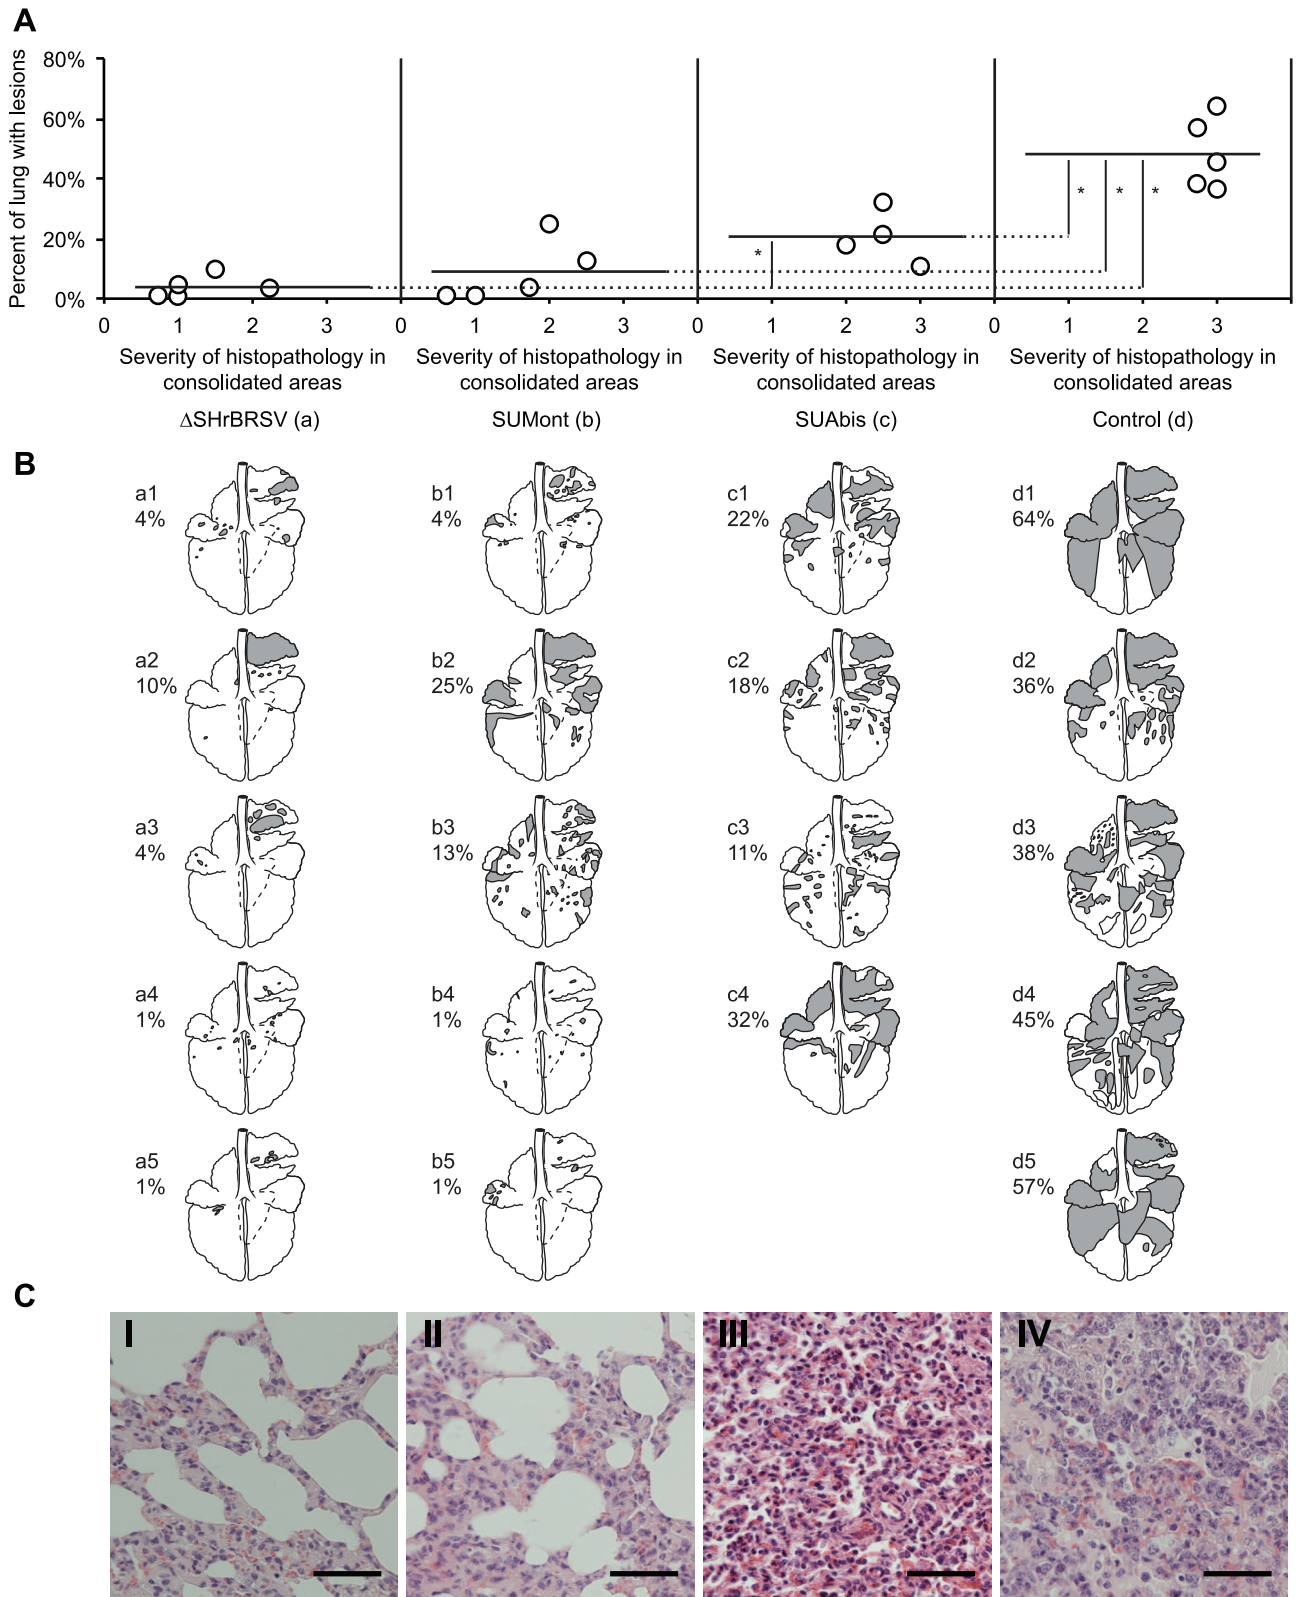 A
Percent of lung with lesions
80%
60%
40%
20%
0%
*
* * *
0 1 2 3 0 1 2 3 0 1 2 3 0 1 2 3
Severity of histopathology in
consolidated areas
Severity of histopathology in
consolidated areas
Severity of histopathology in
consolidated areas
Severity of histopathology in
consolidated areas
ΔSHrBRSV (a)
SUMont (b)
SUAbis (c)
Control (d)
B
a1
4%
b1
4%
c1
22%
d1
64%
a2
10%
b2
25%
c2
18%
d2
36%
a3
4%
b3
13%
c3
11%
d3
38%
a4
1%
b4
1%
c4
32%
d4
45%
a5
1%
b5
1%
d5
57%
C
I
II
III
IV